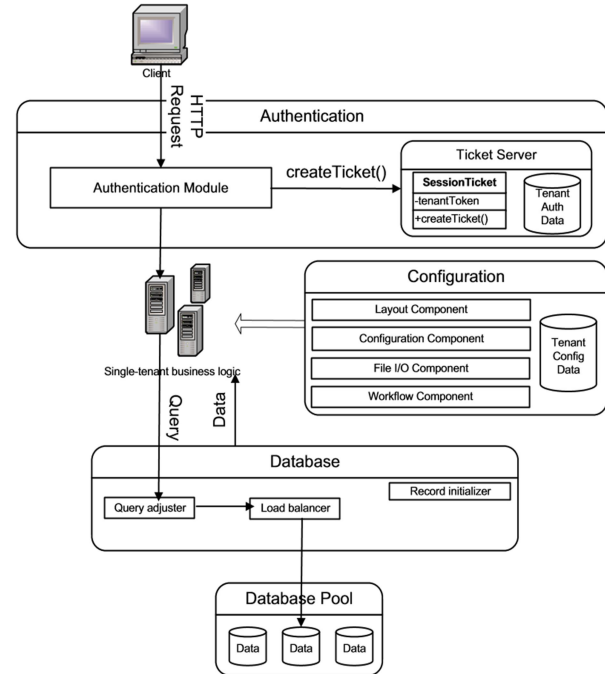 Client
HTTP
Request
Authentication
Authentication Module
createTicket()
Ticket Server
SessionTicket
-tenantToken
+createTicket()
Tenant
Auth
Data
Configuration
Layout Component
Configuration Component
File I/O Component
Workflow Component
Tenant
Config
Data
Single-tenant business logic
Query
Data
Database
Record initializer
Query adjuster
Load balancer
Database Pool
Data
Data
Data